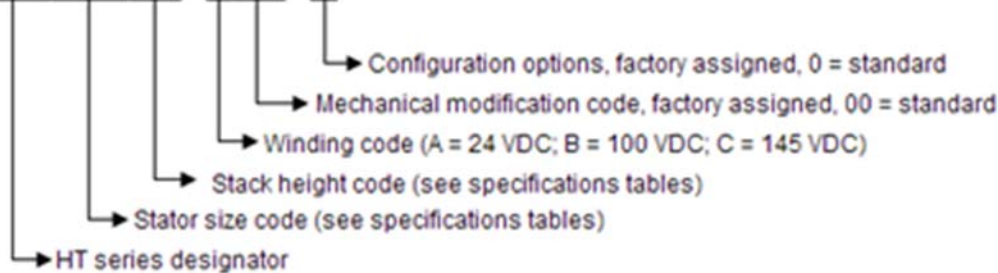 Configuration options, factory assigned, 0 = standard
Mechanical modification code, factory assigned, 00 = standard
Winding code (A = 24 VDC; B = 100 VDC; C = 145 VDC)
Stack height code (see specifications tables)
Stator size code (see specifications tables)
HT series designator